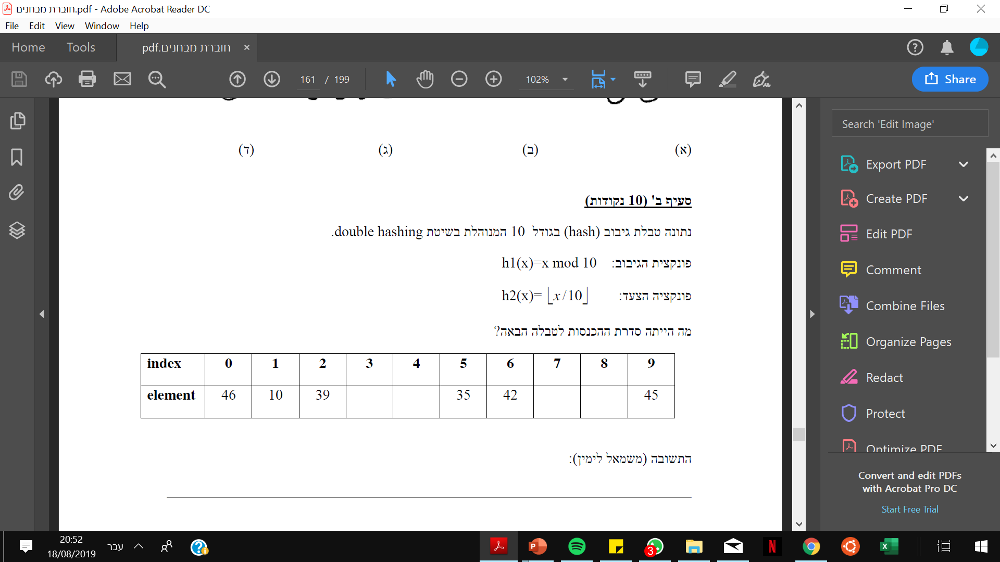 חוברת מבחנים.pdf - Adobe Acrobat Reader DC
File Edit View Window Help
Home Tools חוברת מבחנים.pdf ×
161 / 199 102% Share
Search 'Edit Image'
(א) (ב) (ג) (ד)
סעיף ב' (10 נקודות)
נתונה טבלת גיבוב (hash) בגודל 10 המנוהלת בשיטת double hashing.
פונקצית הגיבוב: h1(x)=x mod 10
פונקציה הצעד: h2(x)= ⌊x/10⌋
מה הייתה סדרת ההכנסות לטבלה הבאה?
index 0 1 2 3 4 5 6 7 8 9
element 46 10 39 35 42 45
התשובה (משמאל לימין):
Export PDF
Create PDF
Edit PDF
Comment
Combine Files
Organize Pages
Redact
Protect
Optimize PDF
Convert and edit PDFs
with Acrobat Pro DC
Start Free Trial
20:52
18/08/2019
עבר
3